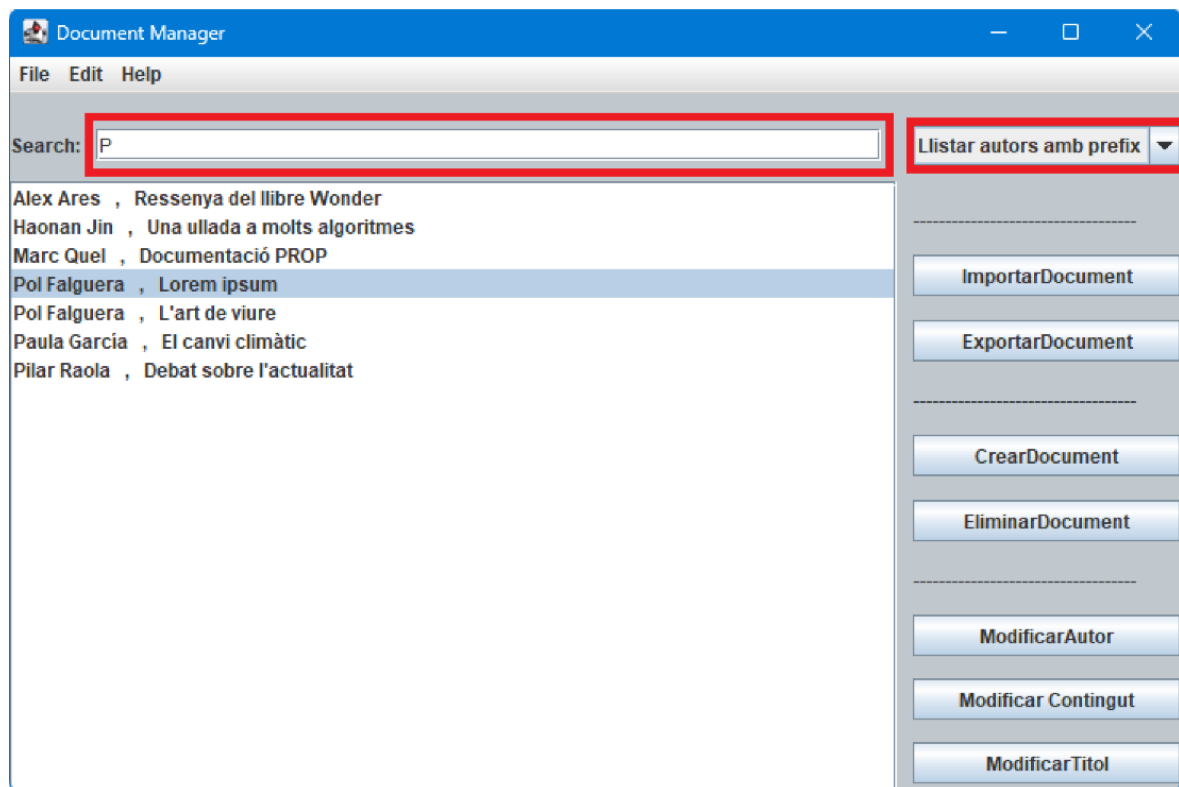 Document Manager
File Edit Help
Search: P
Llistar autors amb prefix
Alex Ares , Ressenya del llibre Wonder
Haonan Jin , Una ullada a molts algoritmes
Marc Quel , Documentació PROP
Pol Falguera , Lorem ipsum
Pol Falguera , L'art de viure
Paula García , El canvi climàtic
Pilar Raola , Debat sobre l'actualitat
----------------------------------
ImportarDocument
ExportarDocument
----------------------------------
CrearDocument
EliminarDocument
----------------------------------
ModificarAutor
Modificar Contingut
ModificarTitol